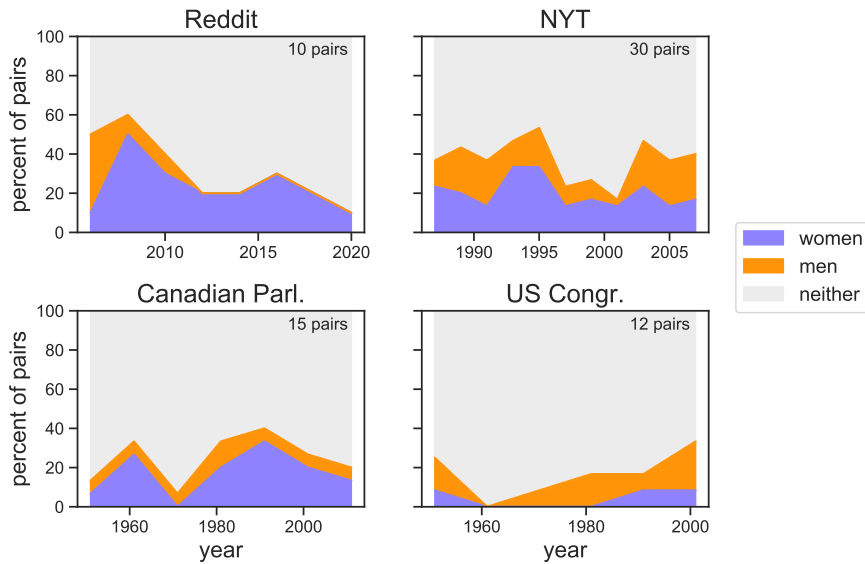 Reddit
NYT
100
80
60
40
20
0
percent of pairs
10 pairs
2010
2015
2020
30 pairs
1990
1995
2000
2005
women
men
neither
Canadian Parl.
US Congr.
100
80
60
40
20
0
percent of pairs
15 pairs
1960
1980
2000
year
12 pairs
1960
1980
2000
year